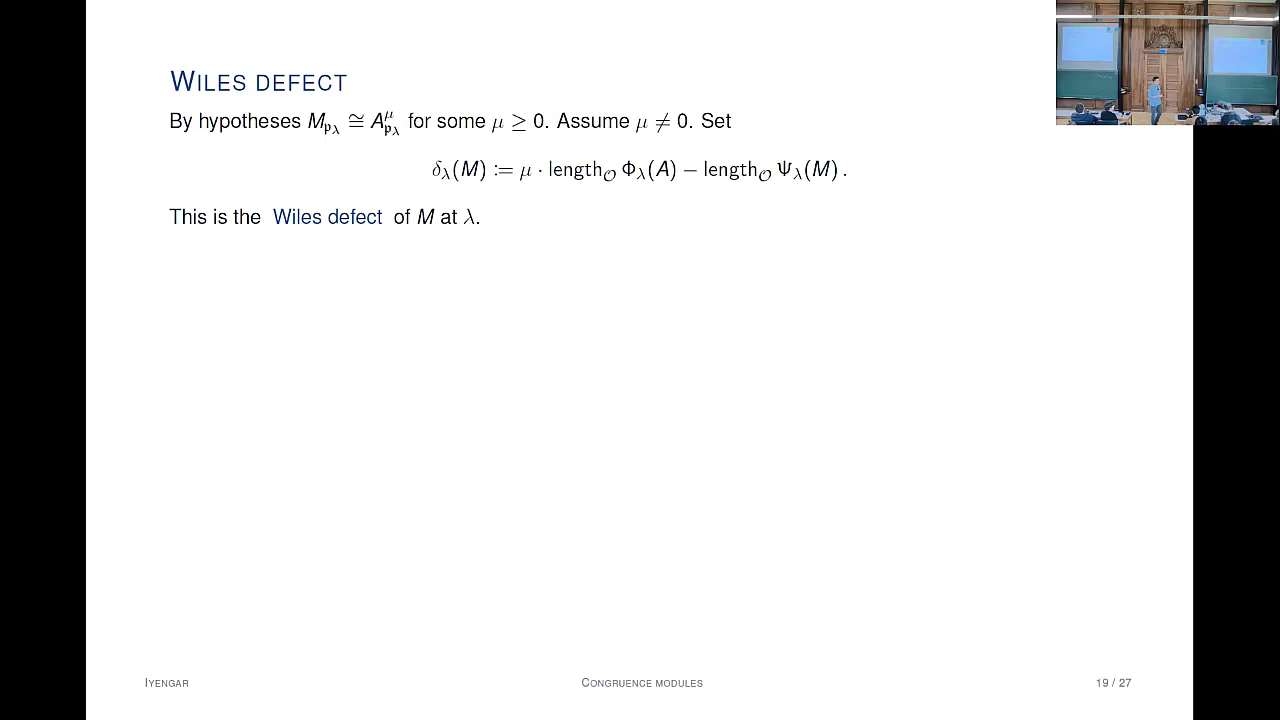 WILES DEFECT
By hypotheses M_{𝔭_λ} ≅ A^μ_{𝔭_λ} for some μ ≥ 0. Assume μ ≠ 0. Set
δ_λ(M) := μ · length_𝒪 Φ_λ(A) − length_𝒪 Ψ_λ(M) .
This is the Wiles defect of M at λ.
IYENGAR CONGRUENCE MODULES 19 / 27